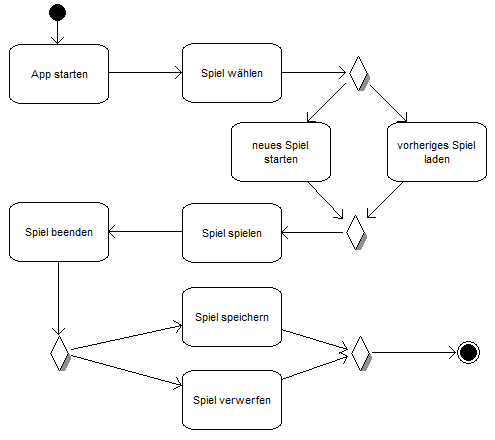 App starten
Spiel wählen
neues Spiel
starten
vorheriges Spiel
laden
Spiel beenden
Spiel spielen
Spiel speichern
Spiel verwerfen